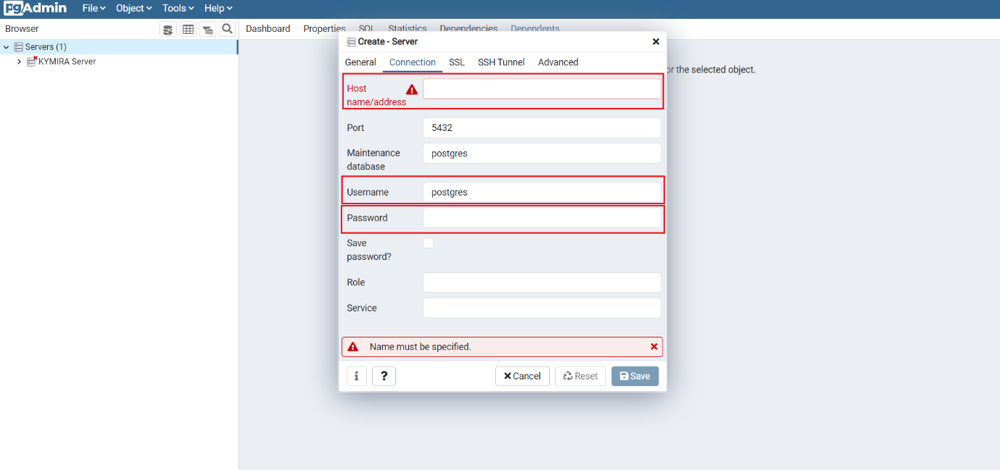 pgAdmin File Object Tools Help
Browser
Dashboard Properties SQL Statistics Dependencies Dependents
Servers (1)
KYMIRA Server
Create - Server
General Connection SSL SSH Tunnel Advanced
or the selected object.
Host
name/address
Port 5432
Maintenance postgres
database
Username postgres
Password
Save
password?
Role
Service
Name must be specified.
i ? Cancel Reset Save